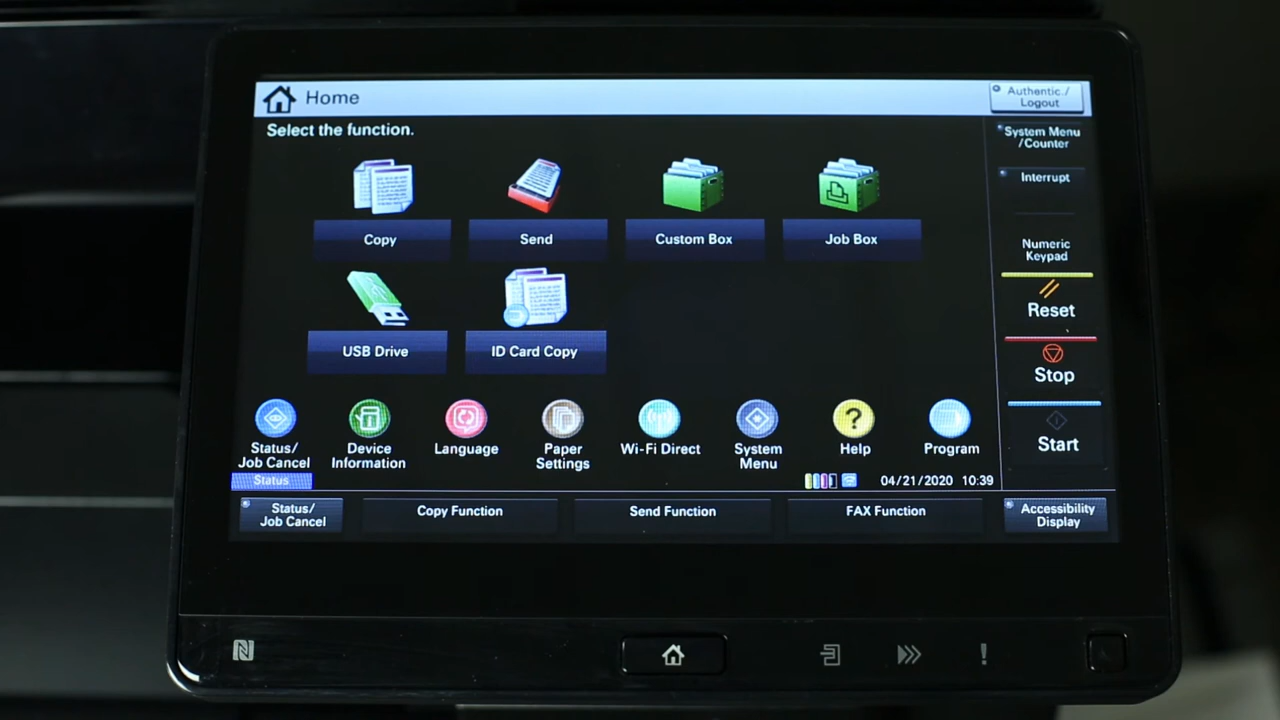 Home
Authentic./
Logout
Select the function.
System Menu
/Counter
Interrupt
Copy
Send
Custom Box
Job Box
Numeric
Keypad
Reset
USB Drive
ID Card Copy
Stop
Start
Status/
Job Cancel
Device
Information
Language
Paper
Settings
Wi-Fi Direct
System
Menu
?
Help
Program
Status
04/21/2020 10:39
Status/
Job Cancel
Copy Function
Send Function
FAX Function
Accessibility
Display